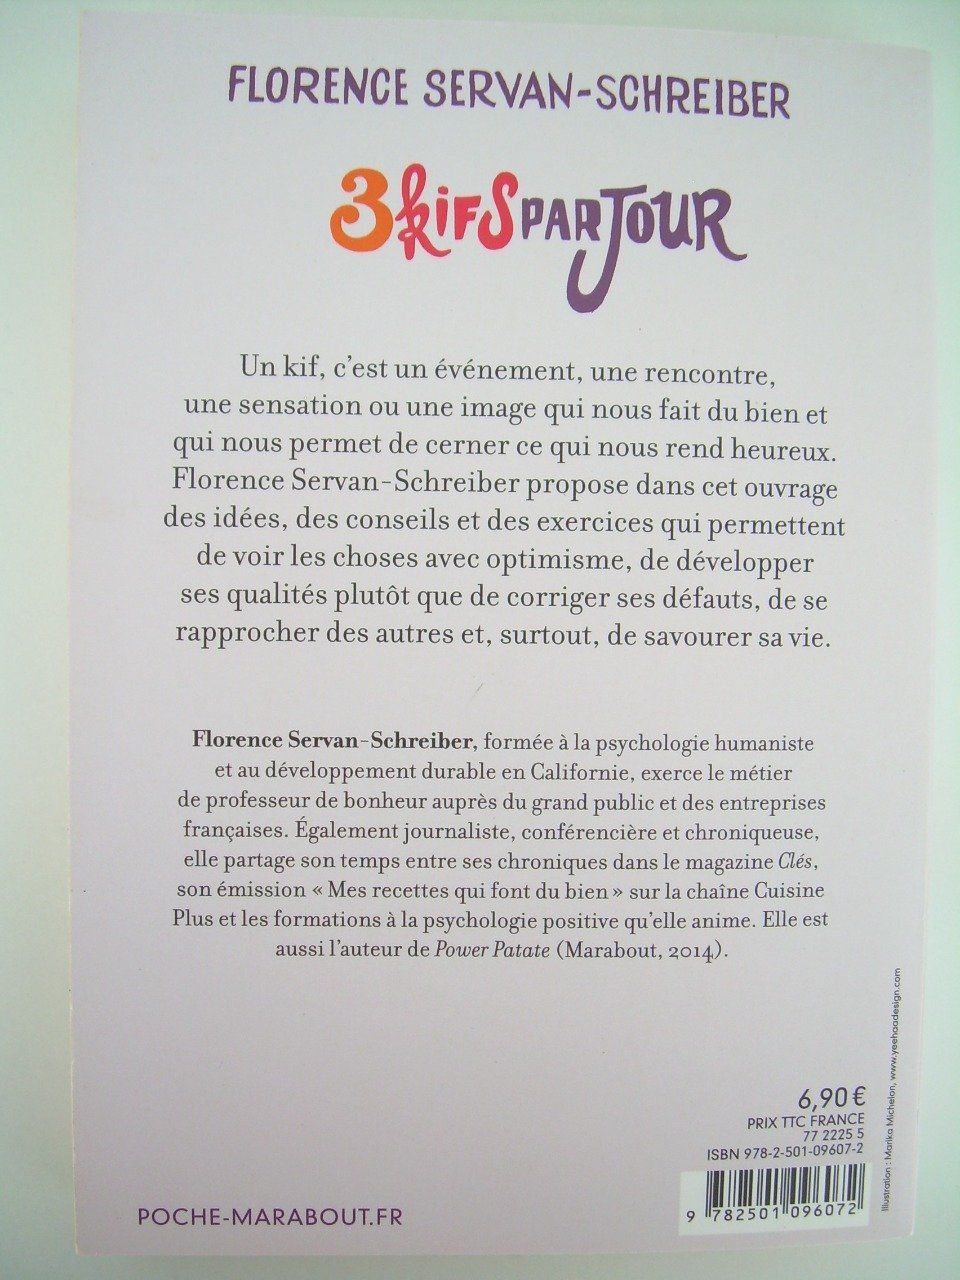 FLORENCE SERVAN-SCHREIBER
3 kifs PAR JOUR
Un kif, c'est un événement, une rencontre,
une sensation ou une image qui nous fait du bien et
qui nous permet de cerner ce qui nous rend heureux.
Florence Servan-Schreiber propose dans cet ouvrage
des idées, des conseils et des exercices qui permettent
de voir les choses avec optimisme, de développer
ses qualités plutôt que de corriger ses défauts, de se
rapprocher des autres et, surtout, de savourer sa vie.
Florence Servan-Schreiber, formée à la psychologie humaniste
et au développement durable en Californie, exerce le métier
de professeur de bonheur auprès du grand public et des entreprises
françaises. Également journaliste, conférencière et chroniqueuse,
elle partage son temps entre ses chroniques dans le magazine Clés,
son émission « Mes recettes qui font du bien » sur la chaîne Cuisine
Plus et les formations à la psychologie positive qu'elle anime. Elle est
aussi l'auteur de Power Patate (Marabout, 2014).
6,90 €
PRIX TTC FRANCE
77 2225 5
ISBN 978-2-501-09607-2
9 782501 096072
Illustration : Marika Michelon, www.yeehaadesign.com
POCHE-MARABOUT.FR